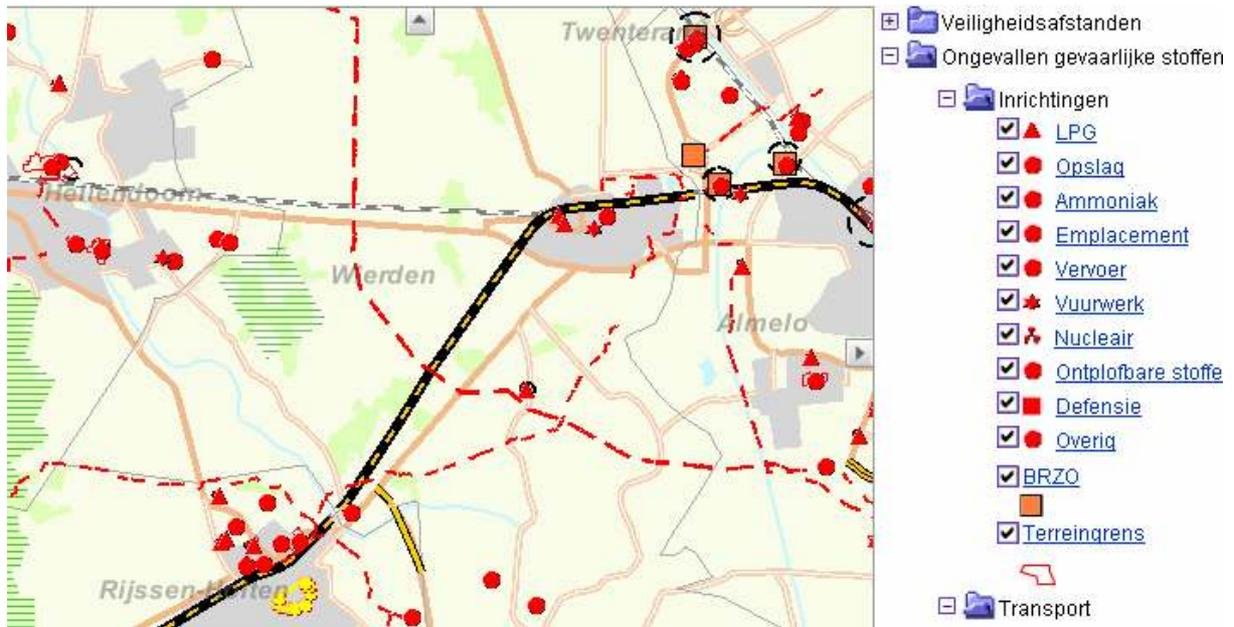 Twenteran
Hellendoorn
Wierden
Almelo
Rijssen-Holten
Veiligheidsafstanden
Ongevallen gevaarlijke stoffen
Inrichtingen
LPG
Opslag
Ammoniak
Emplacement
Vervoer
Vuurwerk
Nucleair
Ontplofbare stoffe
Defensie
Overig
BRZO
Terreingrens
Transport